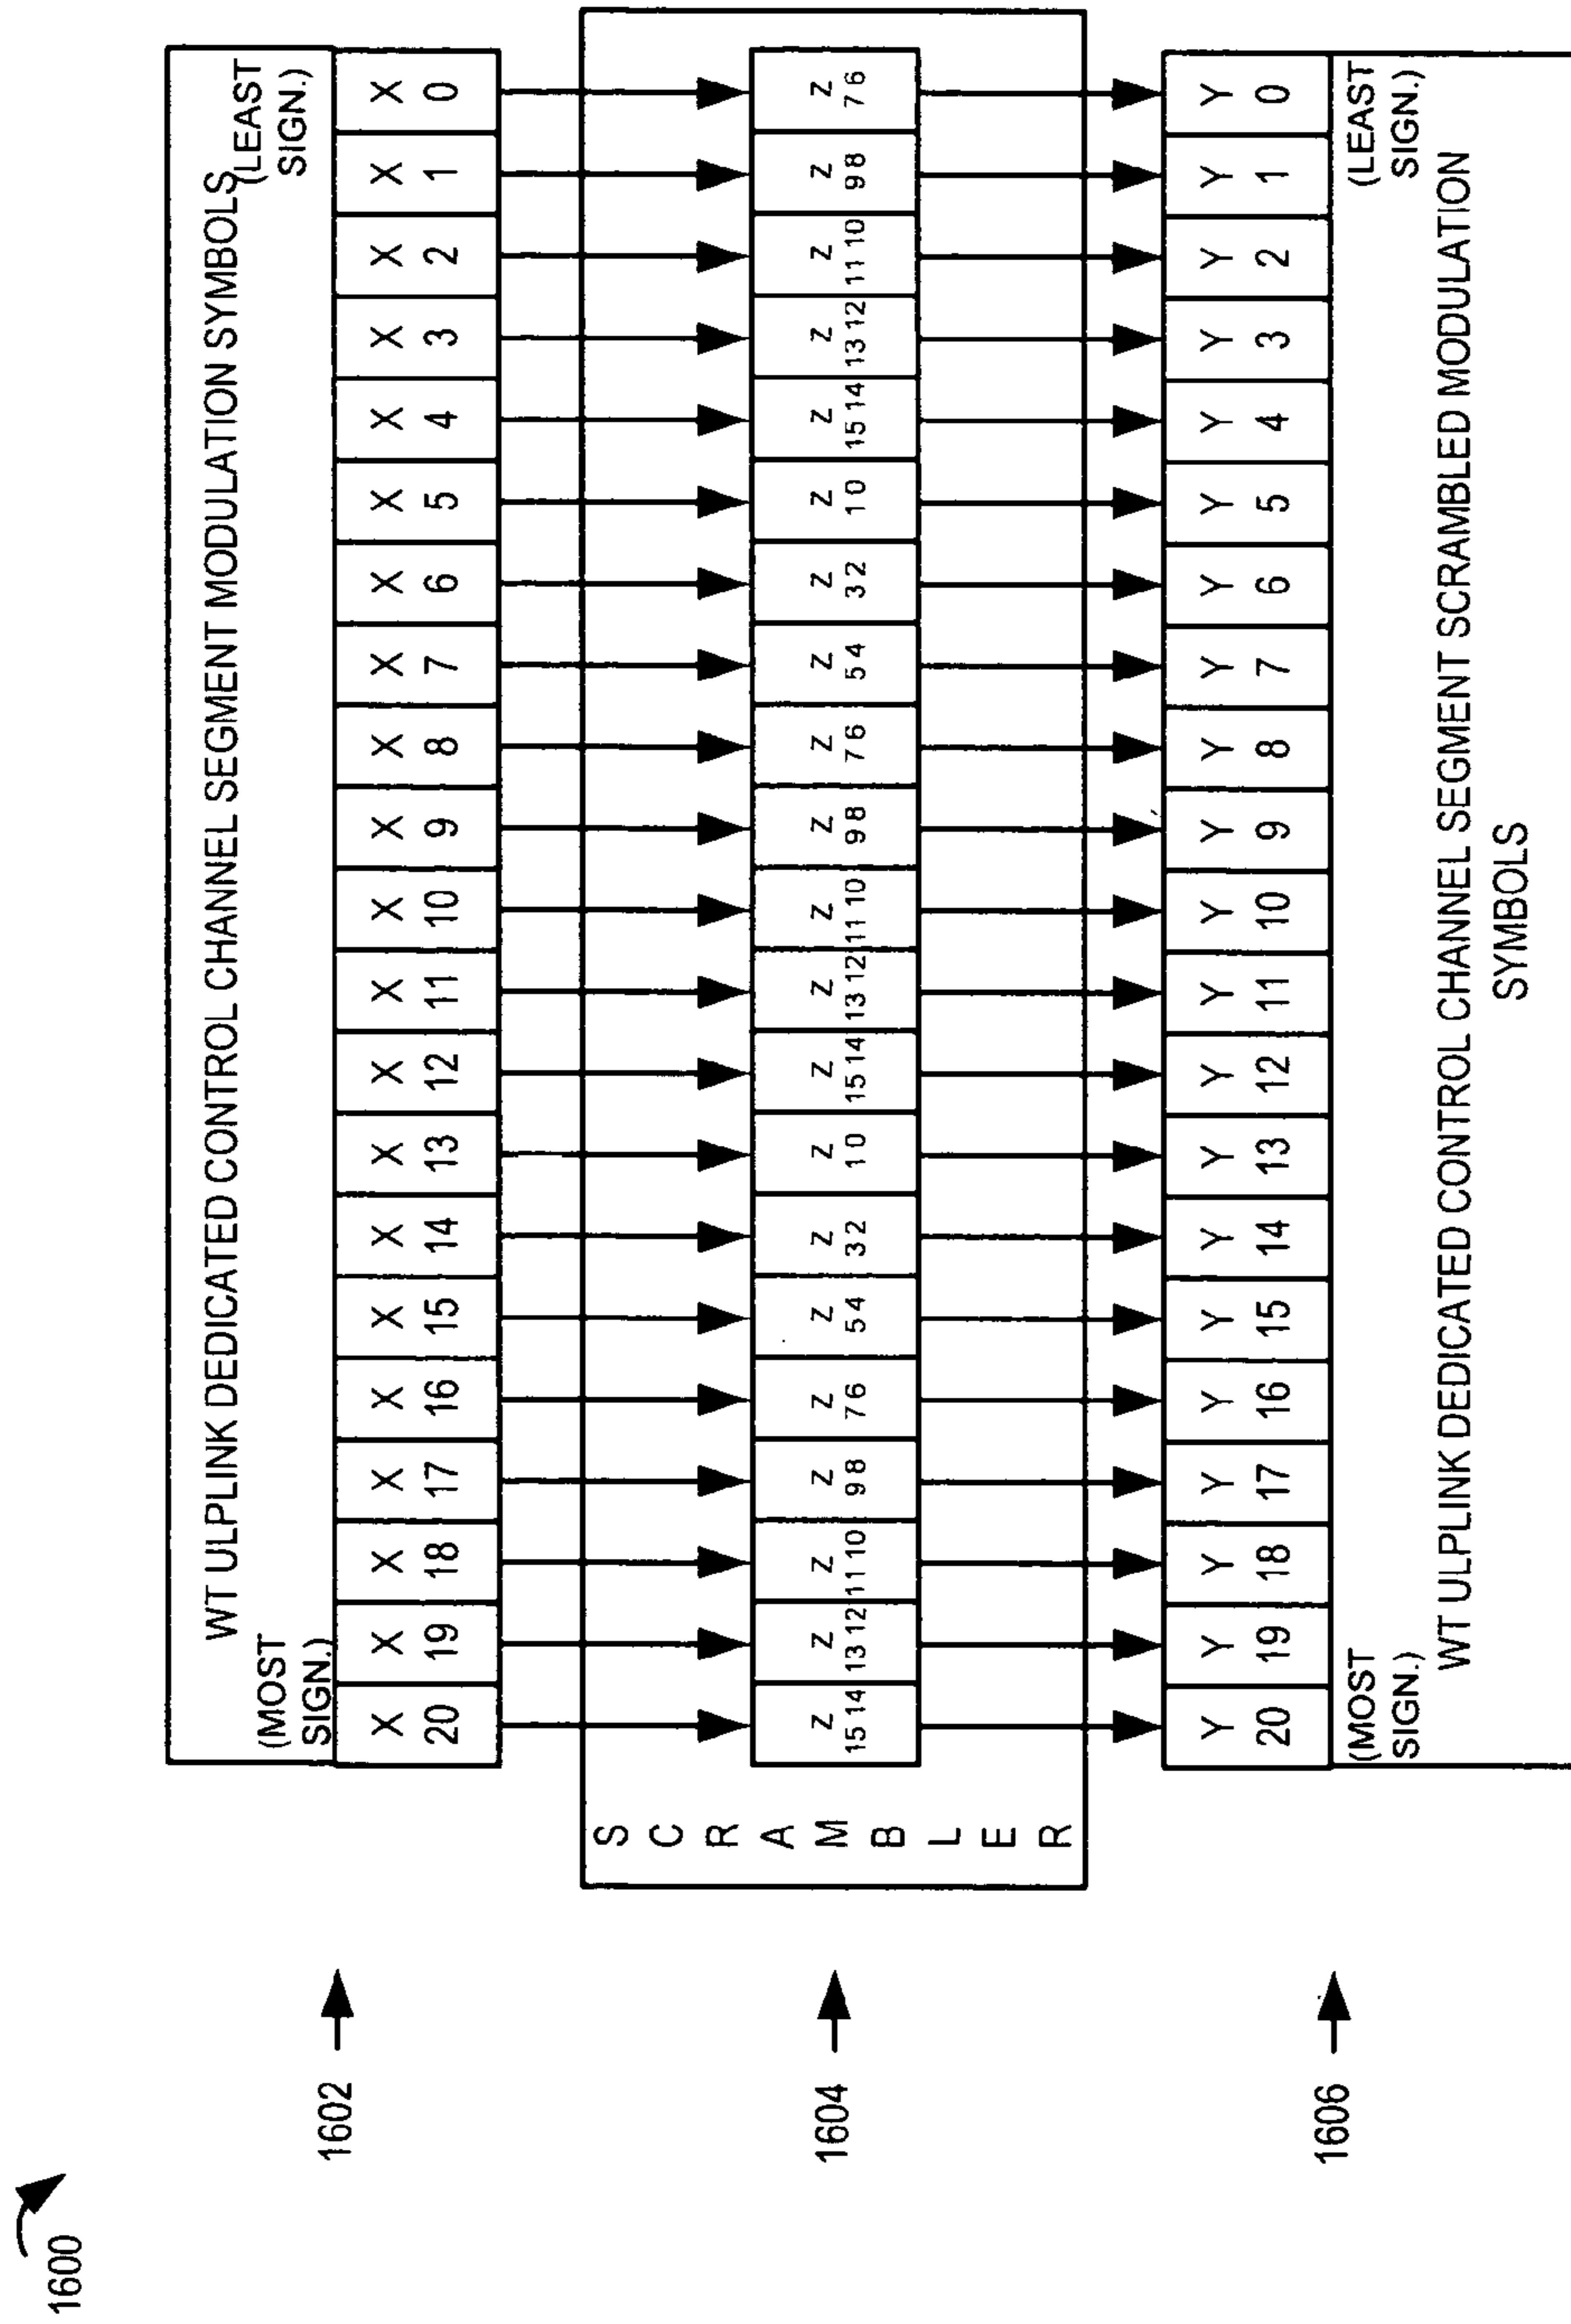 1600
1602
WT ULPLINK DEDICATED CONTROL CHANNEL SEGMENT MODULATION SYMBOLS
(MOST SIGN.)
(LEAST SIGN.)
X 20 X 19 X 18 X 17 X 16 X 15 X 14 X 13 X 12 X 11 X 10 X 9 X 8 X 7 X 6 X 5 X 4 X 3 X 2 X 1 X 0
1604
SCRAMBLER
Z 15 14 Z 13 12 Z 11 10 Z 9 8 Z 7 6 Z 5 4 Z 3 2 Z 1 0 Z 15 14 Z 13 12 Z 11 10 Z 9 8 Z 7 6 Z 5 4 Z 3 2 Z 1 0 Z 15 14 Z 13 12 Z 11 10 Z 9 8 Z 7 6
1606
Y 20 Y 19 Y 18 Y 17 Y 16 Y 15 Y 14 Y 13 Y 12 Y 11 Y 10 Y 9 Y 8 Y 7 Y 6 Y 5 Y 4 Y 3 Y 2 Y 1 Y 0
(MOST SIGN.)
(LEAST SIGN.)
WT ULPLINK DEDICATED CONTROL CHANNEL SEGMENT SCRAMBLED MODULATION
SYMBOLS